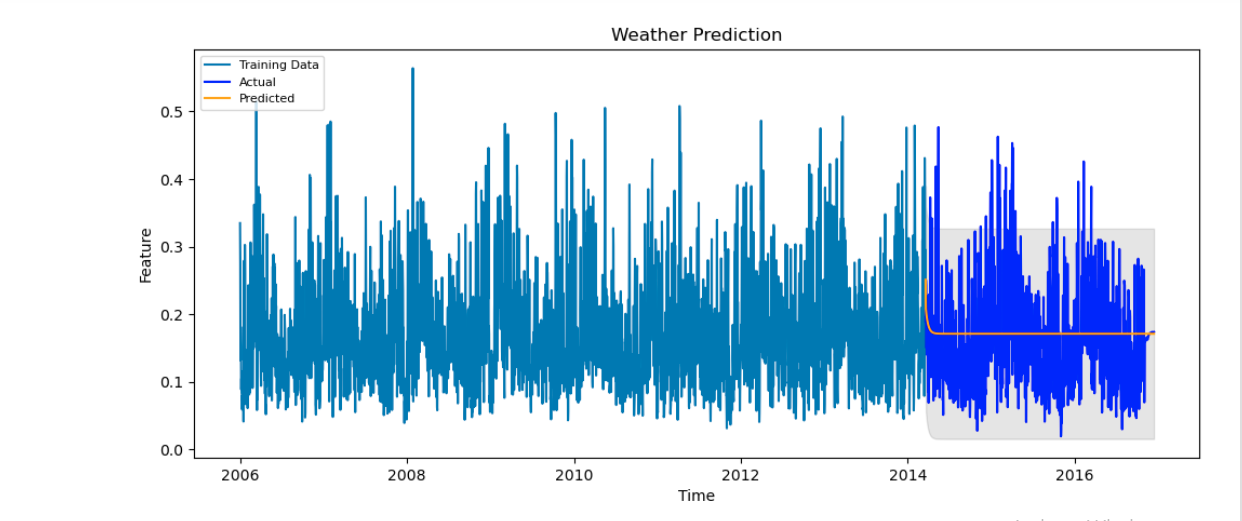 Weather Prediction
Training Data
Actual
Predicted
Feature
0.5
0.4
0.3
0.2
0.1
0.0
2006 2008 2010 2012 2014 2016
Time